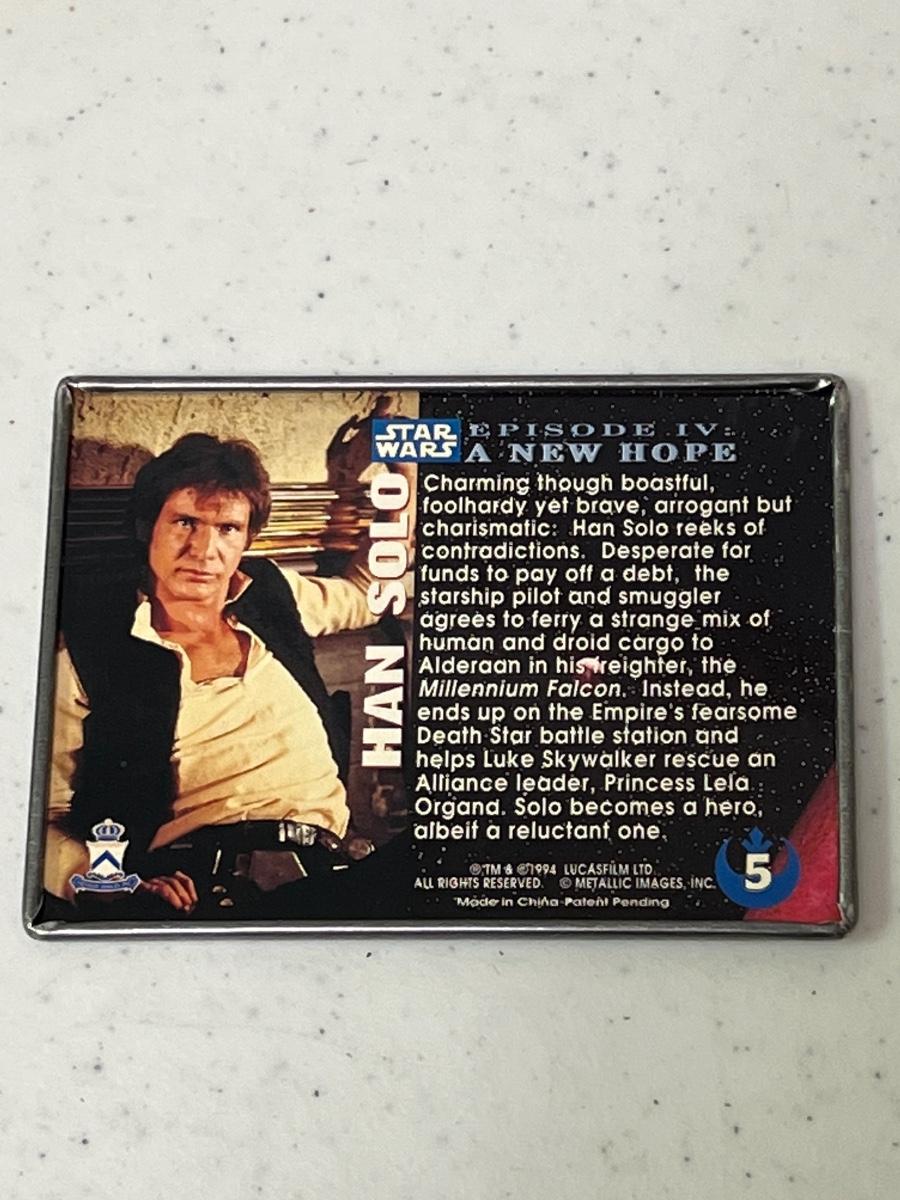 STAR
WARS
EPISODE IV:
A NEW HOPE
HAN SOLO
Charming though boastful,
foolhardy yet brave, arrogant but
charismatic: Han Solo reeks of
contradictions. Desperate for
funds to pay off a debt, the
starship pilot and smuggler
agrees to ferry a strange mix of
human and droid cargo to
Alderaan in his freighter, the
Millennium Falcon. Instead, he
ends up on the Empire's fearsome
Death Star battle station and
helps Luke Skywalker rescue an
Alliance leader, Princess Leia
Organa. Solo becomes a hero,
albeit a reluctant one.
®, TM & © 1994 LUCASFILM LTD.
ALL RIGHTS RESERVED. © METALLIC IMAGES, INC.
Made in China Patent Pending
5